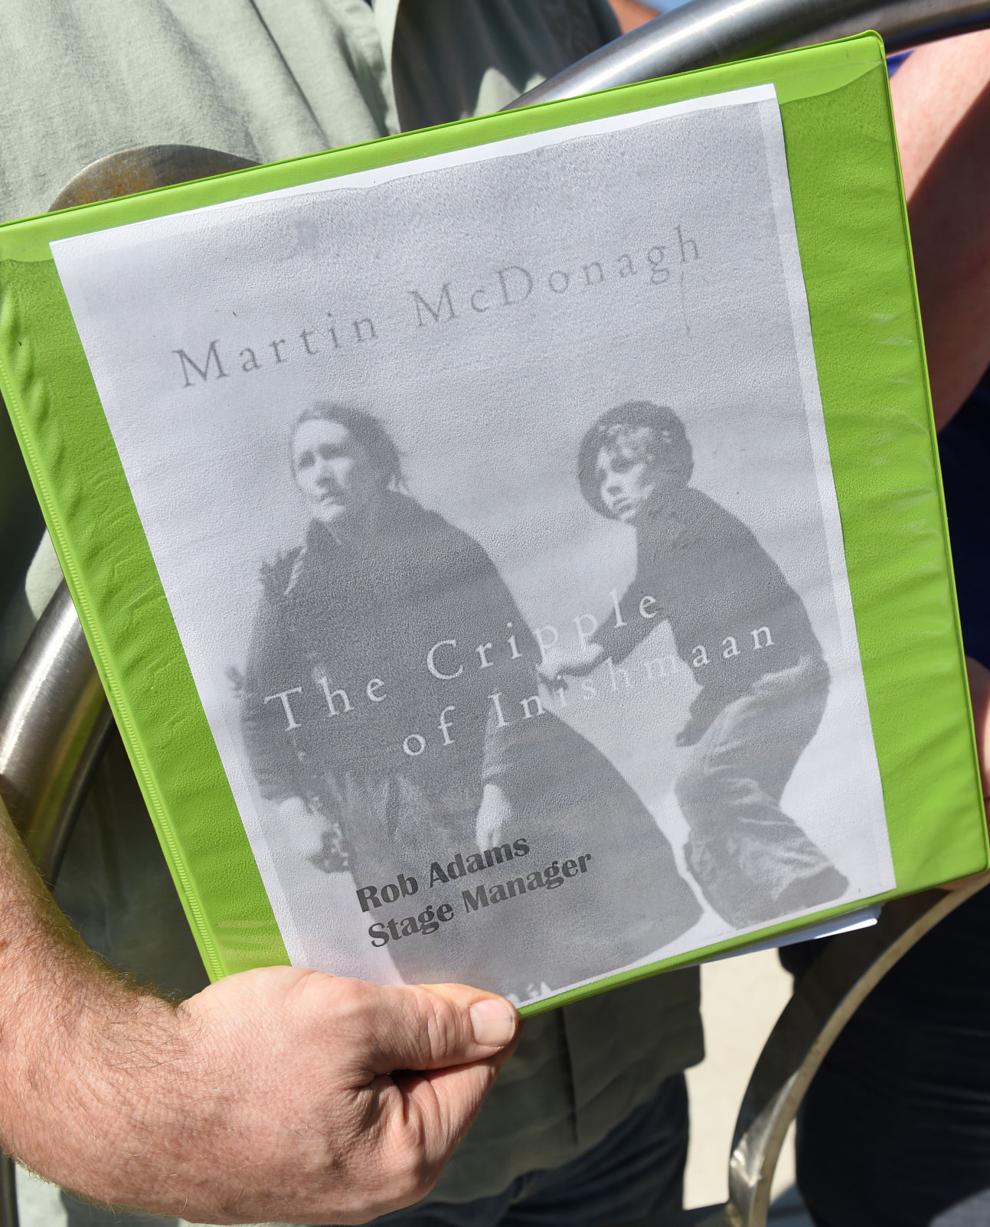 Martin McDonagh
The Cripple
of Inishmaan
Rob Adams
Stage Manager